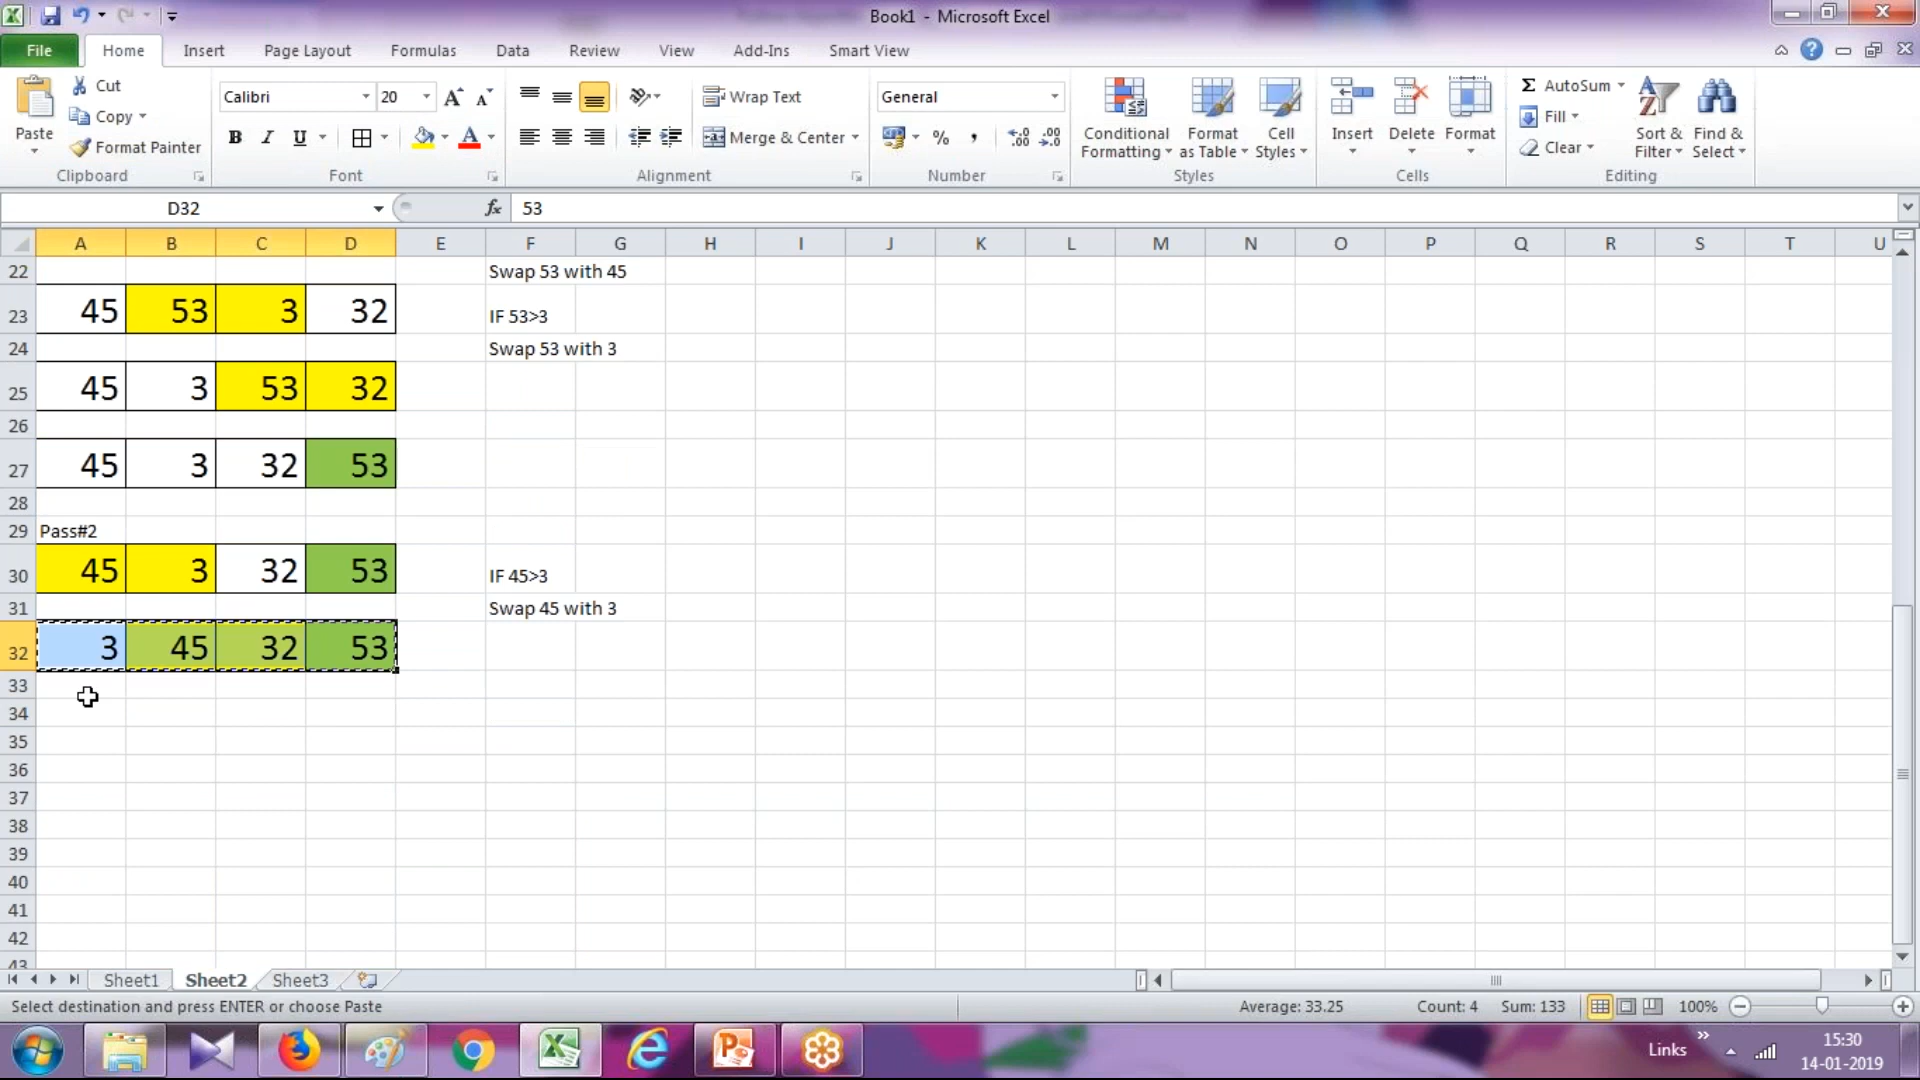 Book1 - Microsoft Excel
File Home Insert Page Layout Formulas Data Review View Add-Ins Smart View
Paste
Cut
Copy
Format Painter
Clipboard
Calibri 20
B I U
Font
Wrap Text
Merge & Center
Alignment
General
%
Number
Conditional Formatting
Format as Table
Cell Styles
Styles
Insert Delete Format
Cells
Σ AutoSum
Fill
Clear
Sort & Filter
Find & Select
Editing
D32 fx 53
A B C D E F G H I J K L M N O P Q R S T U
22 Swap 53 with 45
23 45 53 3 32 IF 53>3
24 Swap 53 with 3
25 45 3 53 32
26
27 45 3 32 53
28
29 Pass#2
30 45 3 32 53 IF 45>3
31 Swap 45 with 3
32 3 45 32 53
33
34
35
36
37
38
39
40
41
42
43
Sheet1 Sheet2 Sheet3
Select destination and press ENTER or choose Paste Average: 33.25 Count: 4 Sum: 133 100%
Links
15:30
14-01-2019